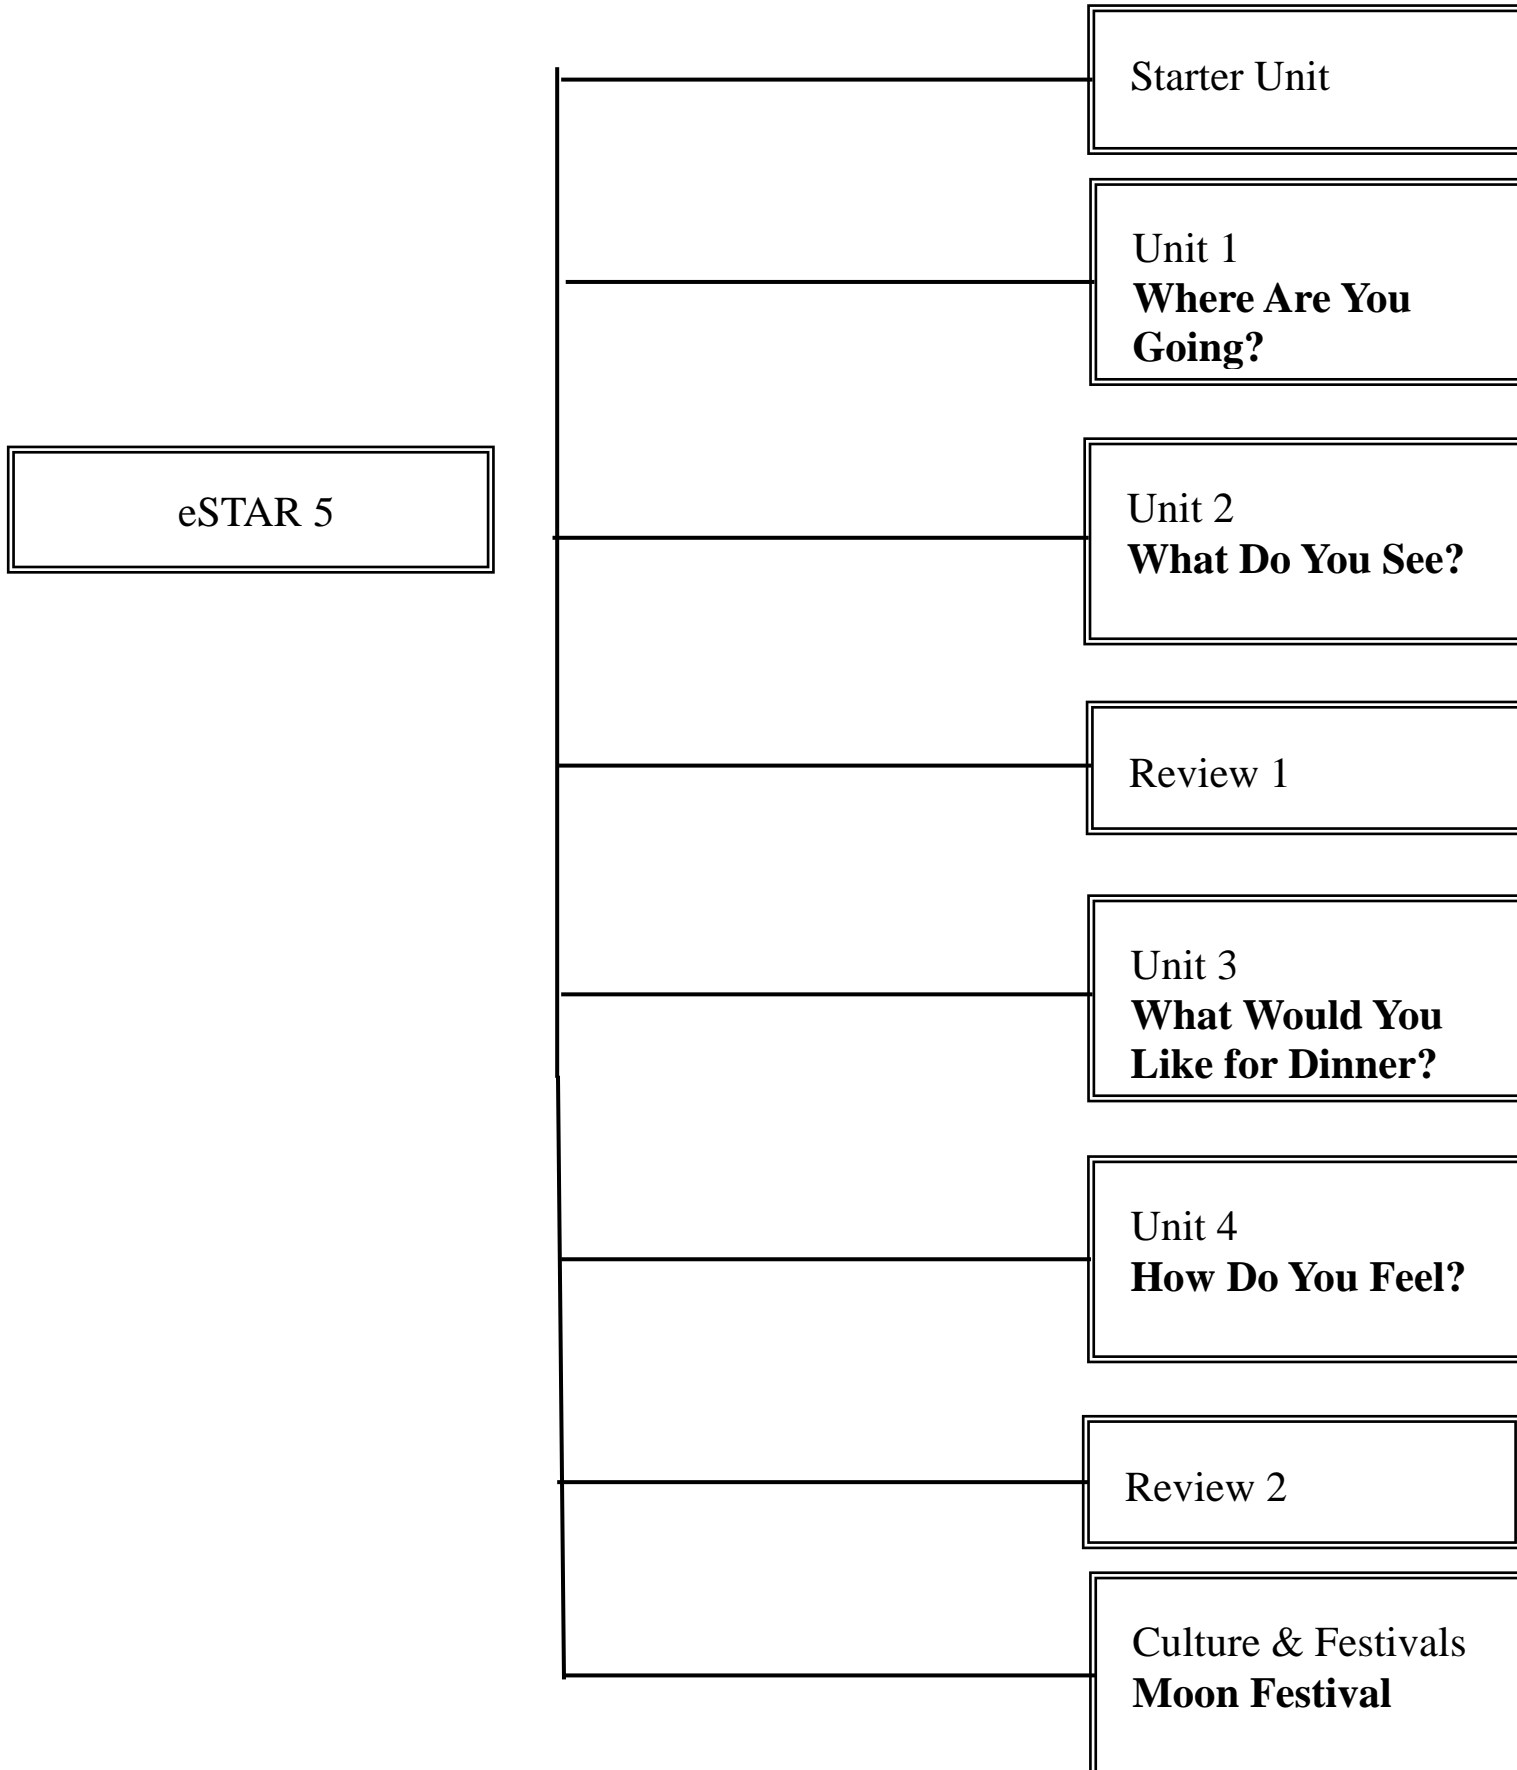 Starter Unit
Unit 1
Where Are You
Going?
eSTAR 5
Unit 2
What Do You See?
Review 1
Unit 3
What Would You
Like for Dinner?
Unit 4
How Do You Feel?
Review 2
Culture & Festivals
Moon Festival